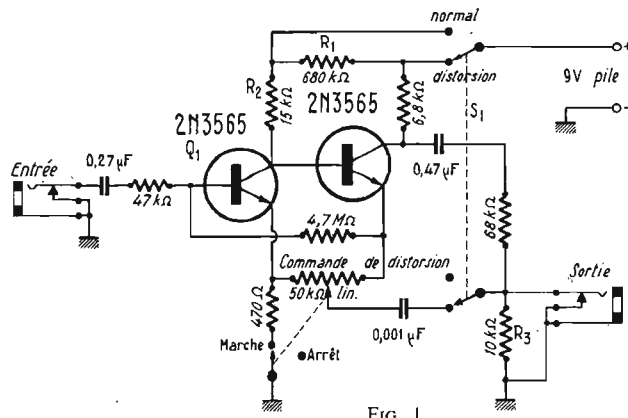 normal
R1
680 kΩ
distorsion
+
9V pile
-
R2
15 kΩ
2N3565
6,8 kΩ
S1
2N3565
Q1
Entrée
0,27 µF
47 kΩ
0,47 µF
68 kΩ
4,7 MΩ
Commande de distorsion
50 kΩ lin.
Sortie
470 Ω
0,001 µF
10 kΩ
R3
Marche
Arrêt
FIG. 1